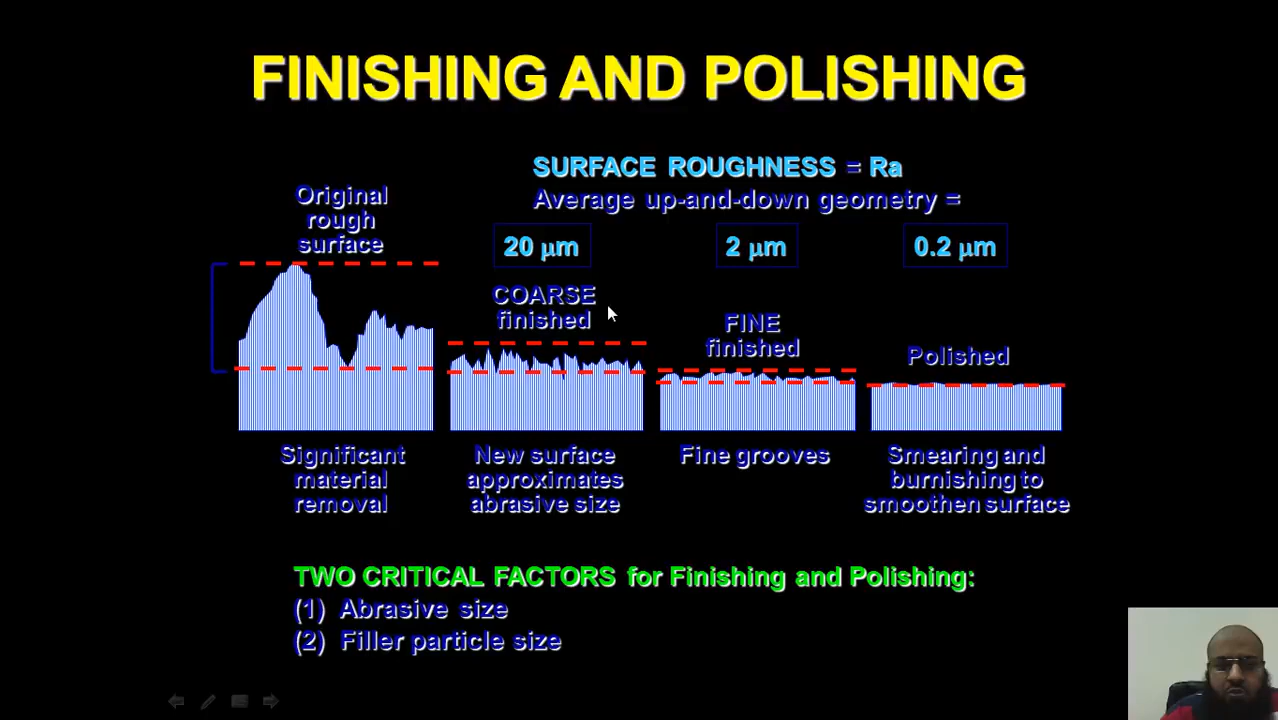 FINISHING AND POLISHING
SURFACE ROUGHNESS = Ra
Average up-and-down geometry =
Original
rough
surface
20 μm
2 μm
0.2 μm
COARSE
finished
FINE
finished
Polished
Significant
material
removal
New surface
approximates
abrasive size
Fine grooves
Smearing and
burnishing to
smoothen surface
TWO CRITICAL FACTORS for Finishing and Polishing:
(1) Abrasive size
(2) Filler particle size